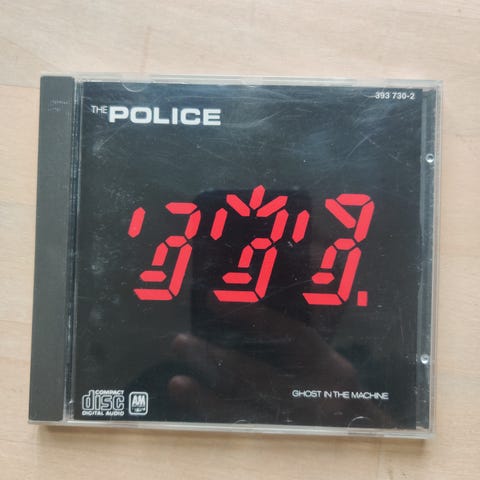 393 730-2
THE POLICE
GHOST IN THE MACHINE
COMPACT
disc
DIGITAL AUDIO
A&M